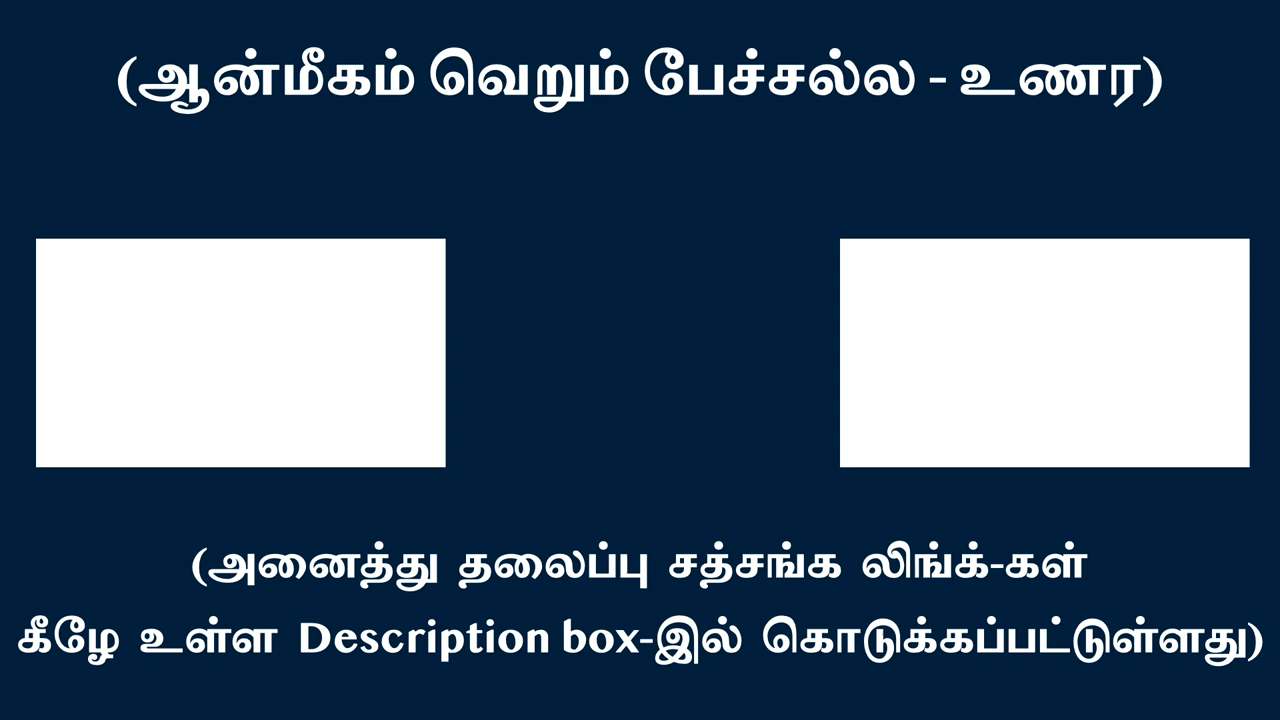 (ஆன்மீகம் வெறும் பேச்சல்ல - உணர)
(அனைத்து தலைப்பு சத்சங்க லிங்க்-கள்
கீழே உள்ள Description box-இல் கொடுக்கப்பட்டுள்ளது)